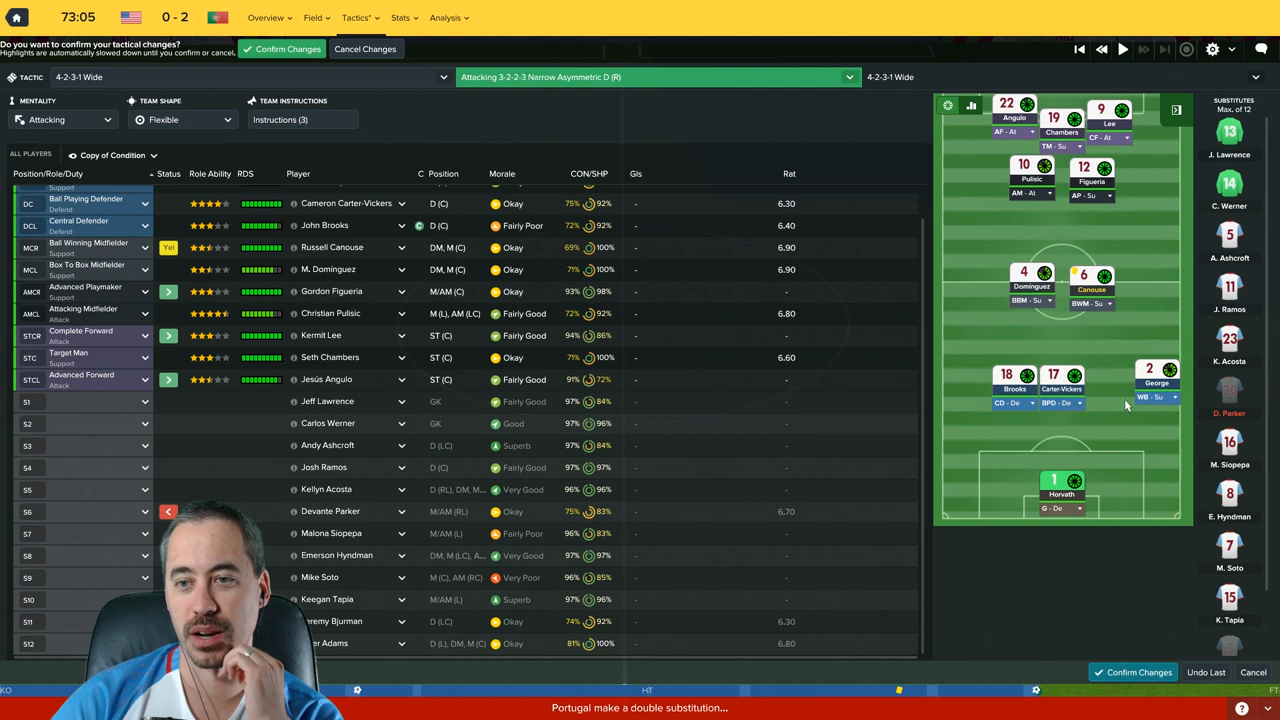 73:05 0 - 2 Overview Field Tactics* Stats Analysis
Do you want to confirm your tactical changes?
Highlights are automatically slowed down until you confirm or cancel.
Confirm Changes Cancel Changes
TACTIC 4-2-3-1 Wide Attacking 3-2-2-3 Narrow Asymmetric D (R) 4-2-3-1 Wide
MENTALITY TEAM SHAPE TEAM INSTRUCTIONS
Attacking Flexible Instructions (3)
ALL PLAYERS Copy of Condition
Position/Role/Duty Status Role Ability RDS Player C Position Morale CON/SHP Gls Rat
Support
DC Ball Playing Defender Defend Cameron Carter-Vickers D (C) Okay 75% 92% - 6.30
DCL Central Defender Defend John Brooks C D (C) Fairly Poor 72% 92% - 6.40
MCR Ball Winning Midfielder Support Yel Russell Canouse DM, M (C) Okay 69% 100% - 6.90
MCL Box To Box Midfielder Support M. Domínguez DM, M (C) Okay 71% 100% - 6.90
AMCR Advanced Playmaker Support Gordon Figueria M/AM (C) Okay 93% 98% - -
AMCL Attacking Midfielder Attack Christian Pulisic M (L), AM (LC) Fairly Good 72% 92% - 6.80
STCR Complete Forward Attack Kermit Lee ST (C) Fairly Good 94% 86% - -
STC Target Man Support Seth Chambers ST (C) Okay 71% 100% - 6.60
STCL Advanced Forward Attack Jesús Angulo ST (C) Fairly Good 91% 72% - -
S1 Jeff Lawrence GK Fairly Good 97% 84% - -
S2 Carlos Werner GK Good 97% 96% - -
S3 Andy Ashcroft D (LC) Superb 97% 84% - -
S4 Josh Ramos D (C) Fairly Good 97% 97% - -
S5 Kellyn Acosta D (RL), DM, M... Very Good 96% 96% - -
S6 Devante Parker M/AM (RL) Okay 75% 83% - 6.70
S7 Malona Siopepa M/AM (C) Fairly Poor 96% 83% - -
S8 Emerson Hyndman DM, M (LC), A... Very Good 97% 97% - -
S9 Mike Soto M (C), AM (RC) Very Poor 96% 85% - -
S10 Keegan Tapia M/AM (L) Superb 97% 96% - -
S11 eremy Bjurman D (LC) Okay 74% 92% - 6.30
S12 er Adams D (L), DM, M (C) Okay 81% 100% - 6.80
22 Angulo AF - At
19 Chambers TM - Su
9 Lee CF - At
10 Pulisic AM - At
12 Figueria AP - Su
4 Domínguez BBM - Su
6 Canouse BWM - Su
18 Brooks CD - De
17 Carter-Vickers BPD - De
2 George WB - Su
1 Horvath G - De
SUBSTITUTES
Max. of 12
13 J. Lawrence
14 C. Werner
5 A. Ashcroft
11 J. Ramos
23 K. Acosta
D. Parker
16 M. Siopepa
8 E. Hyndman
7 M. Soto
15 K. Tapia
3
Confirm Changes Undo Last Cancel
KO HT FT
Portugal make a double substitution...